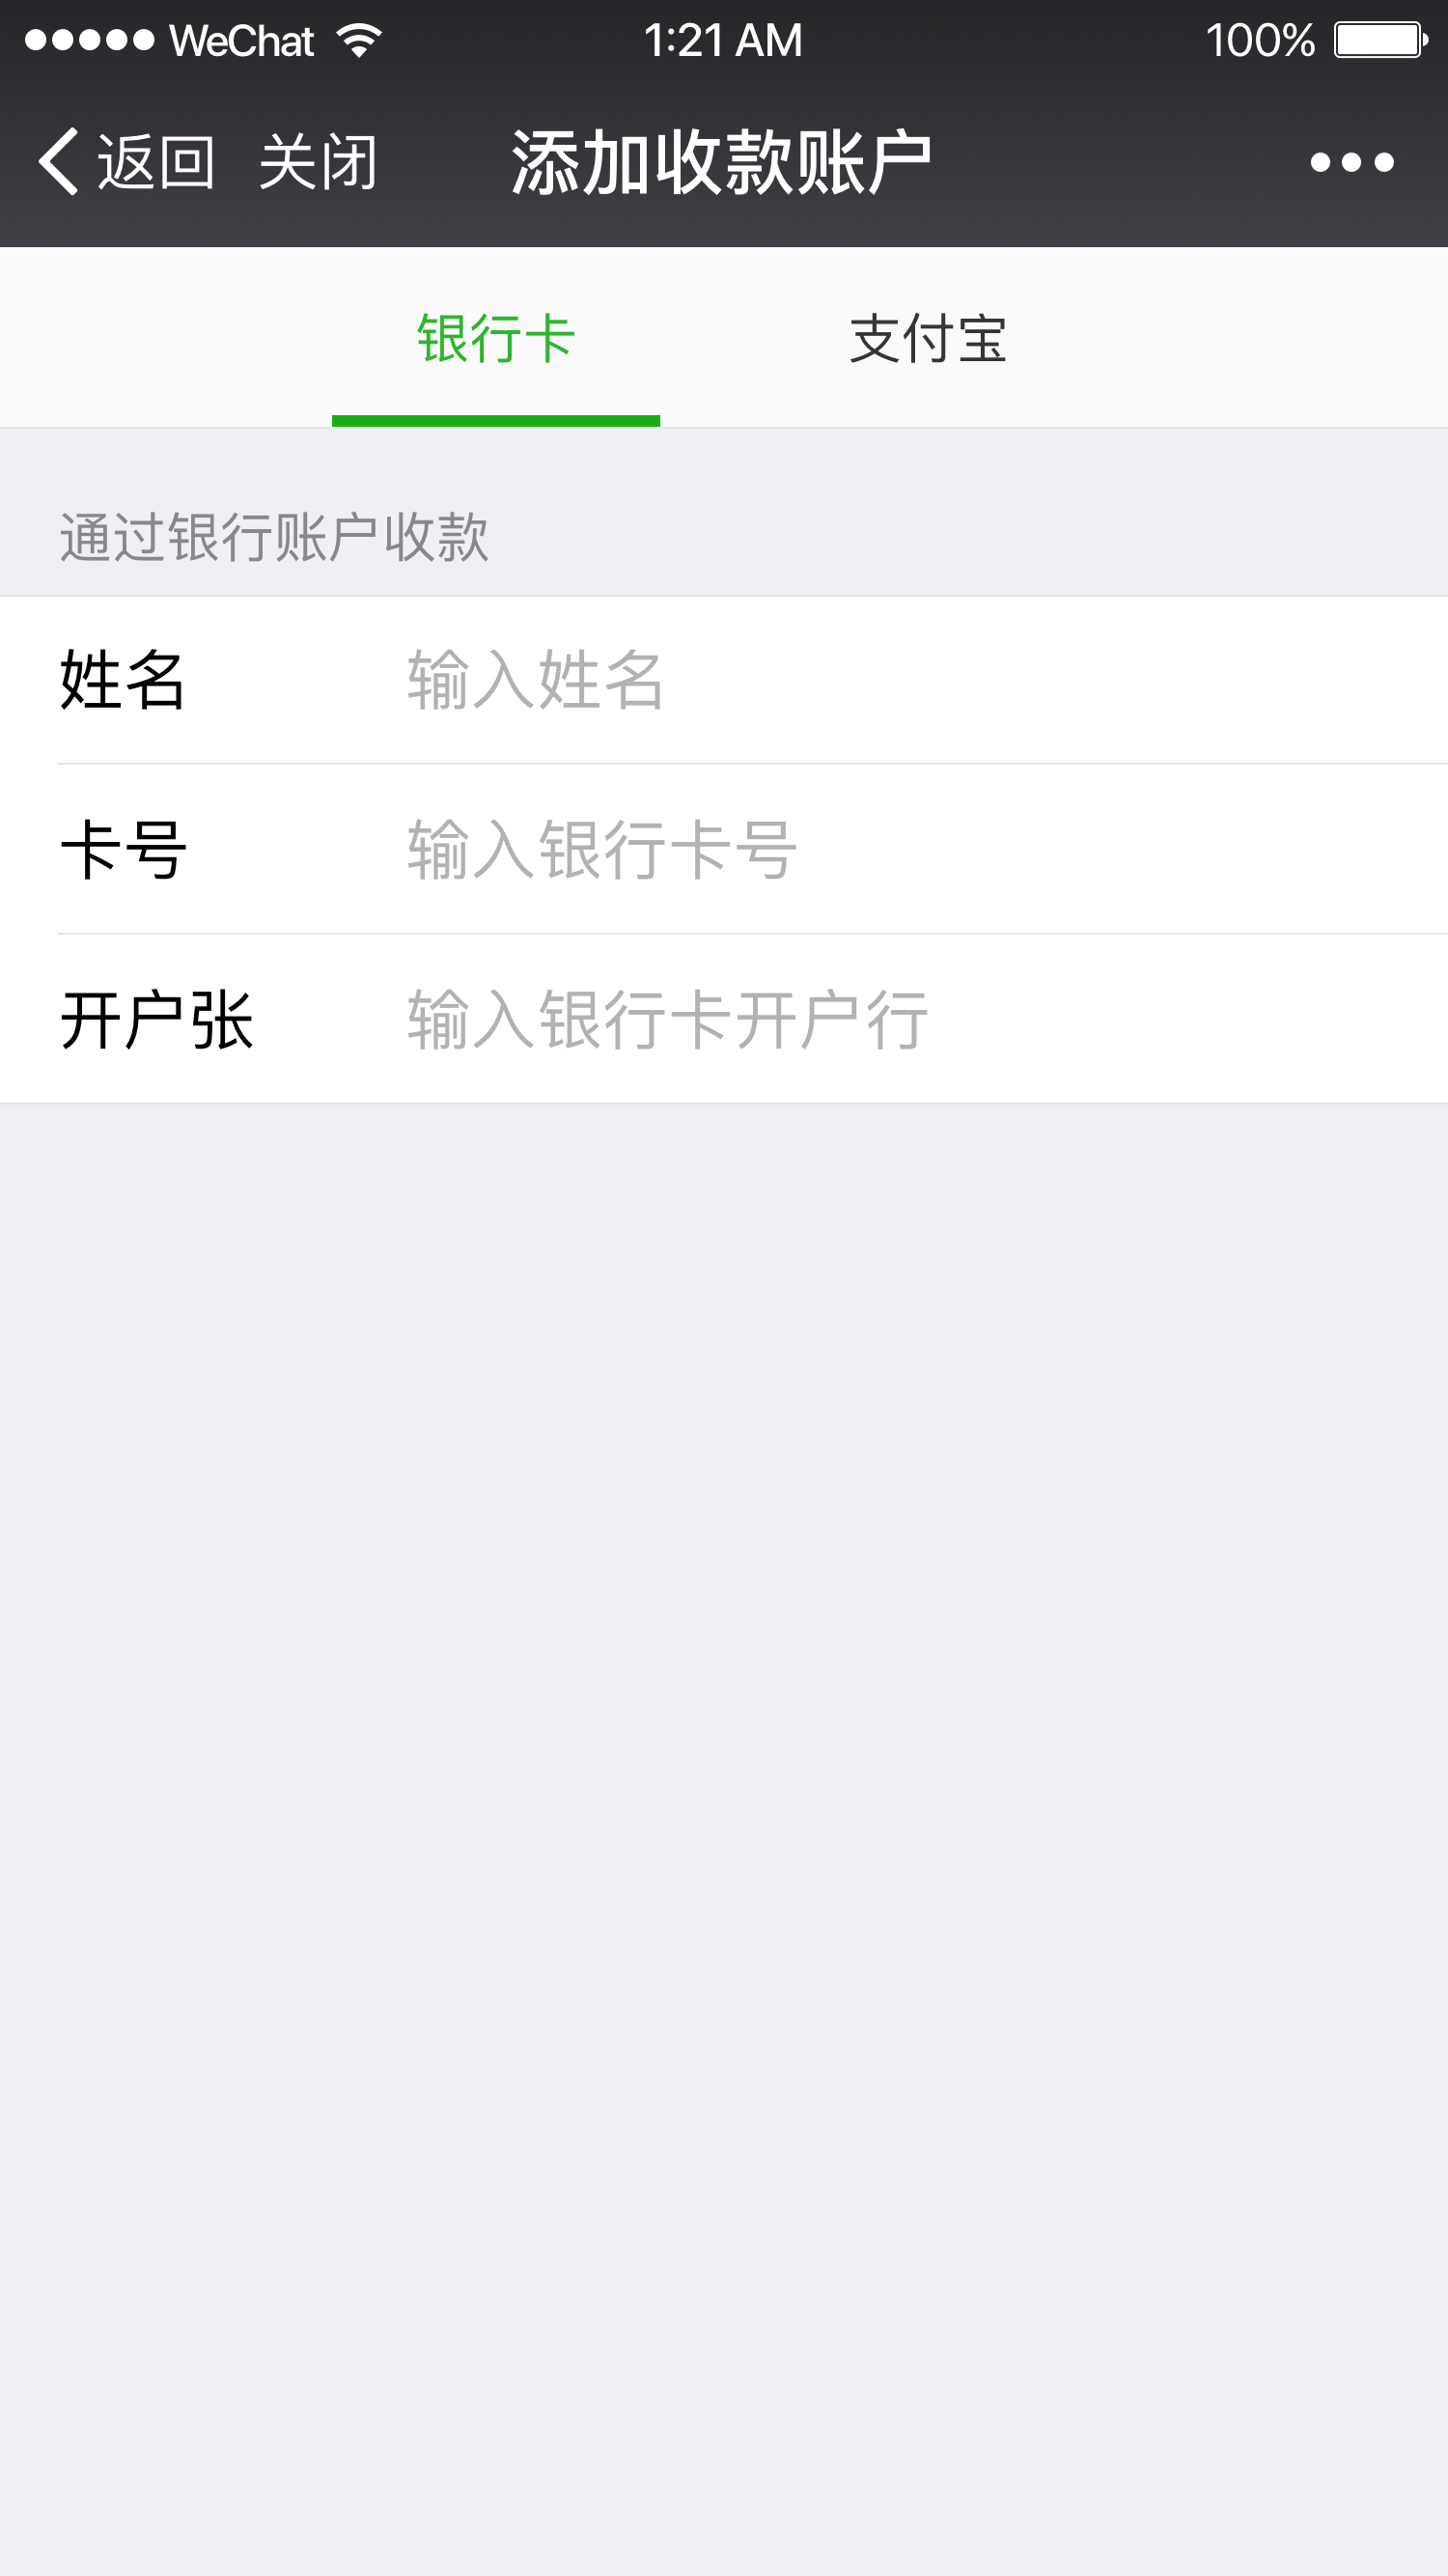 WeChat 1:21 AM 100%
返回 关闭 添加收款账户
银行卡 支付宝
通过银行账户收款
姓名 输入姓名
卡号 输入银行卡号
开户张 输入银行卡开户行